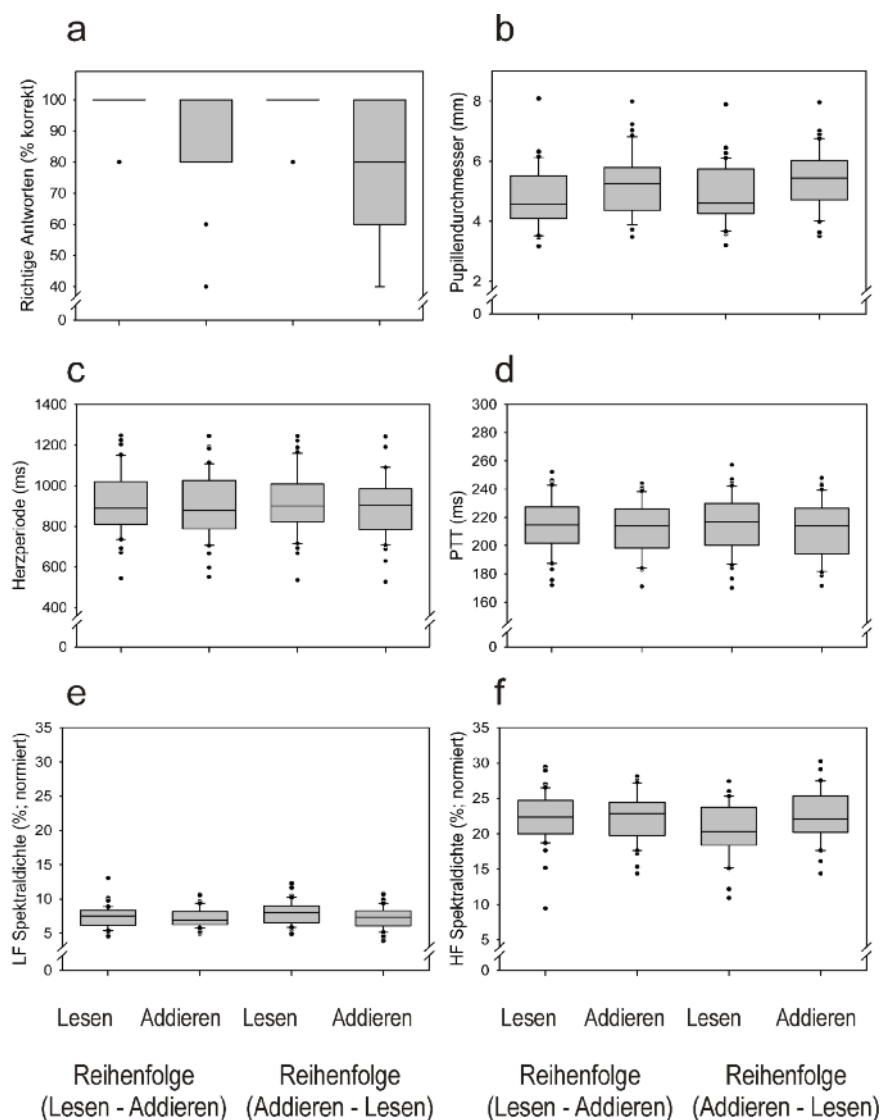 a
Richtige Antworten (% korrekt)
100
90
80
70
60
50
40
0
b
Pupillendurchmesser (mm)
8
6
4
2
0
c
Herzperiode (ms)
1400
1200
1000
800
600
400
0
d
PTT (ms)
300
280
260
240
220
200
180
160
0
e
LF Spektraldichte (%; normiert)
35
30
25
20
15
10
5
0
f
HF Spektraldichte (%; normiert)
35
30
25
20
15
10
5
0
Lesen Addieren Lesen Addieren
Reihenfolge
(Lesen - Addieren)
Reihenfolge
(Addieren - Lesen)
Lesen Addieren Lesen Addieren
Reihenfolge
(Lesen - Addieren)
Reihenfolge
(Addieren - Lesen)